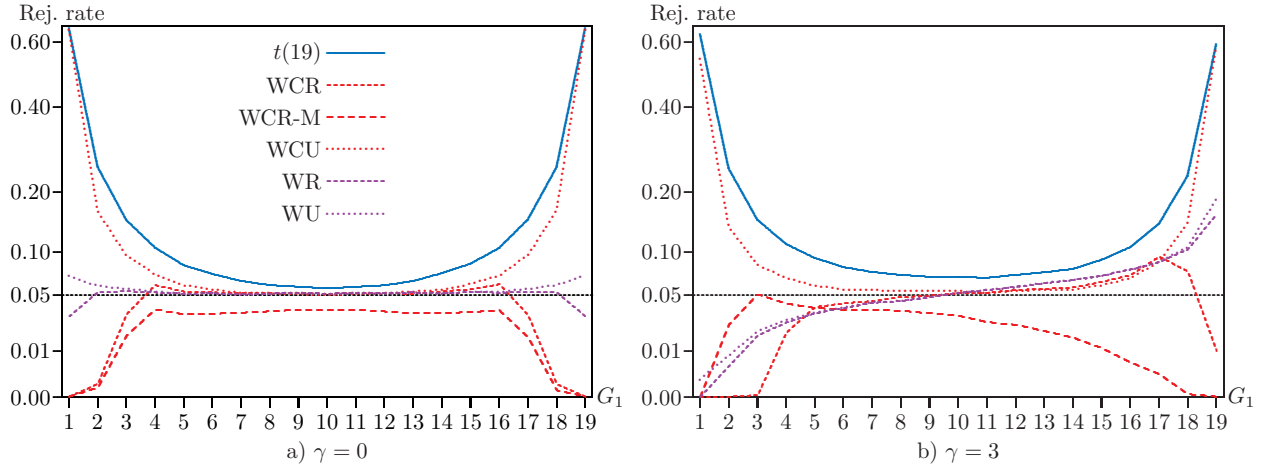 Rej. rate
0.60
0.40
0.20
0.10
0.05
0.01
0.00
t(19)
WCR
WCR-M
WCU
WR
WU
1 2 3 4 5 6 7 8 9 10 11 12 13 14 15 16 17 18 19
G₁
a) γ = 0
Rej. rate
0.60
0.40
0.20
0.10
0.05
0.01
0.00
1 2 3 4 5 6 7 8 9 10 11 12 13 14 15 16 17 18 19
G₁
b) γ = 3